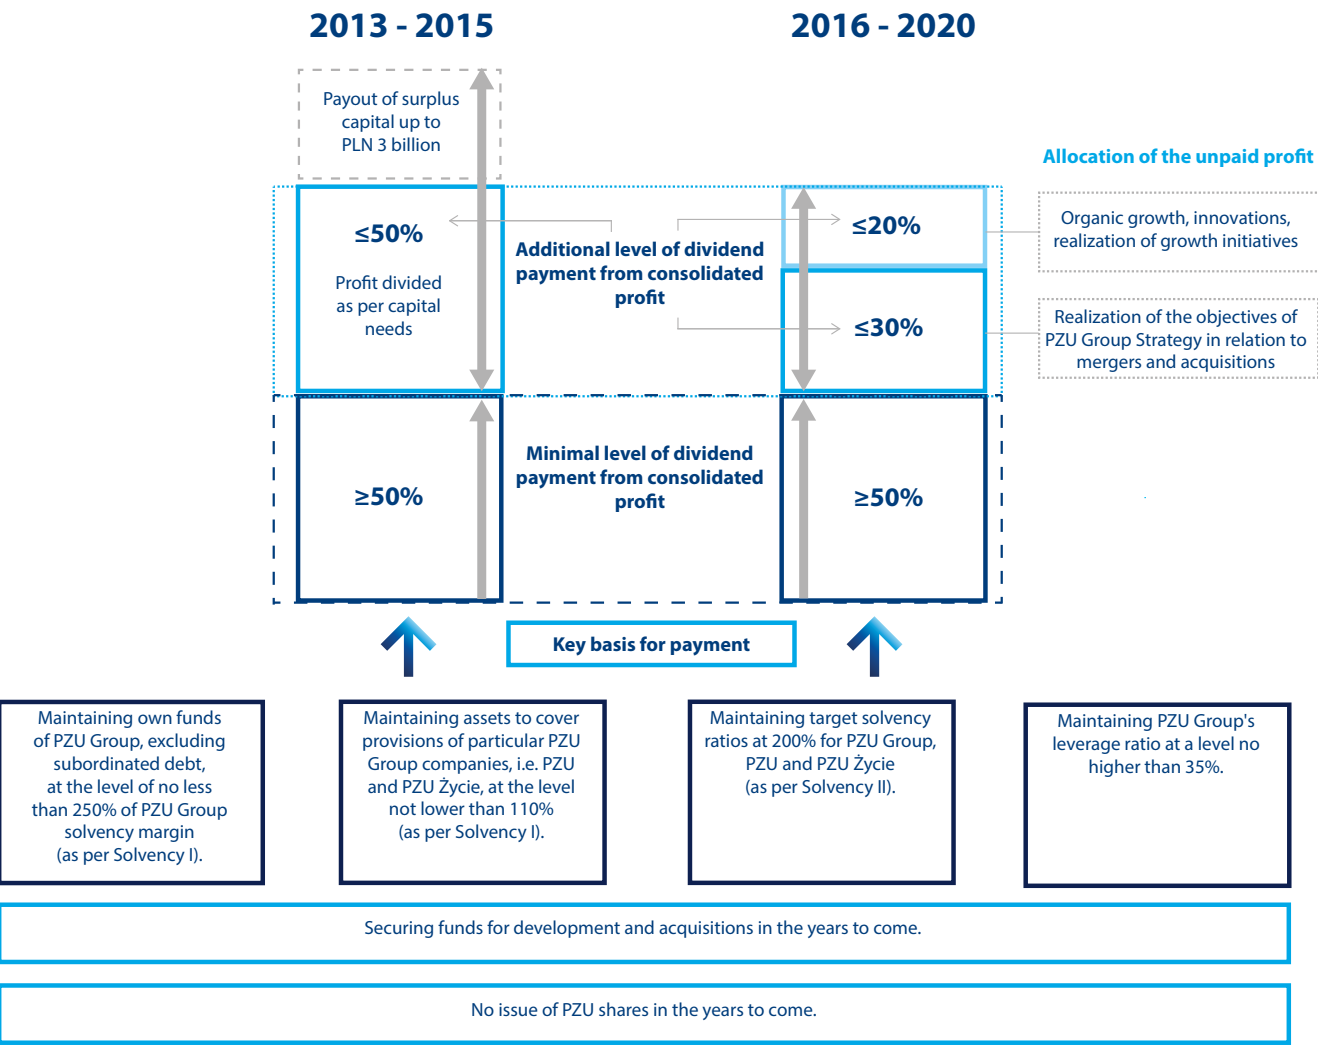 2013 - 2015
2016 - 2020
Payout of surplus
capital up to
PLN 3 billion
Allocation of the unpaid profit
≤50%
Profit divided
as per capital
needs
Additional level of dividend
payment from consolidated
profit
≤20%
≤30%
Organic growth, innovations,
realization of growth initiatives
Realization of the objectives of
PZU Group Strategy in relation to
mergers and acquisitions
≥50%
Minimal level of dividend
payment from consolidated
profit
≥50%
Key basis for payment
Maintaining own funds
of PZU Group, excluding
subordinated debt,
at the level of no less
than 250% of PZU Group
solvency margin
(as per Solvency I).
Maintaining assets to cover
provisions of particular PZU
Group companies, i.e. PZU
and PZU Życie, at the level
not lower than 110%
(as per Solvency I).
Maintaining target solvency
ratios at 200% for PZU Group,
PZU and PZU Życie
(as per Solvency II).
Maintaining PZU Group's
leverage ratio at a level no
higher than 35%.
Securing funds for development and acquisitions in the years to come.
No issue of PZU shares in the years to come.